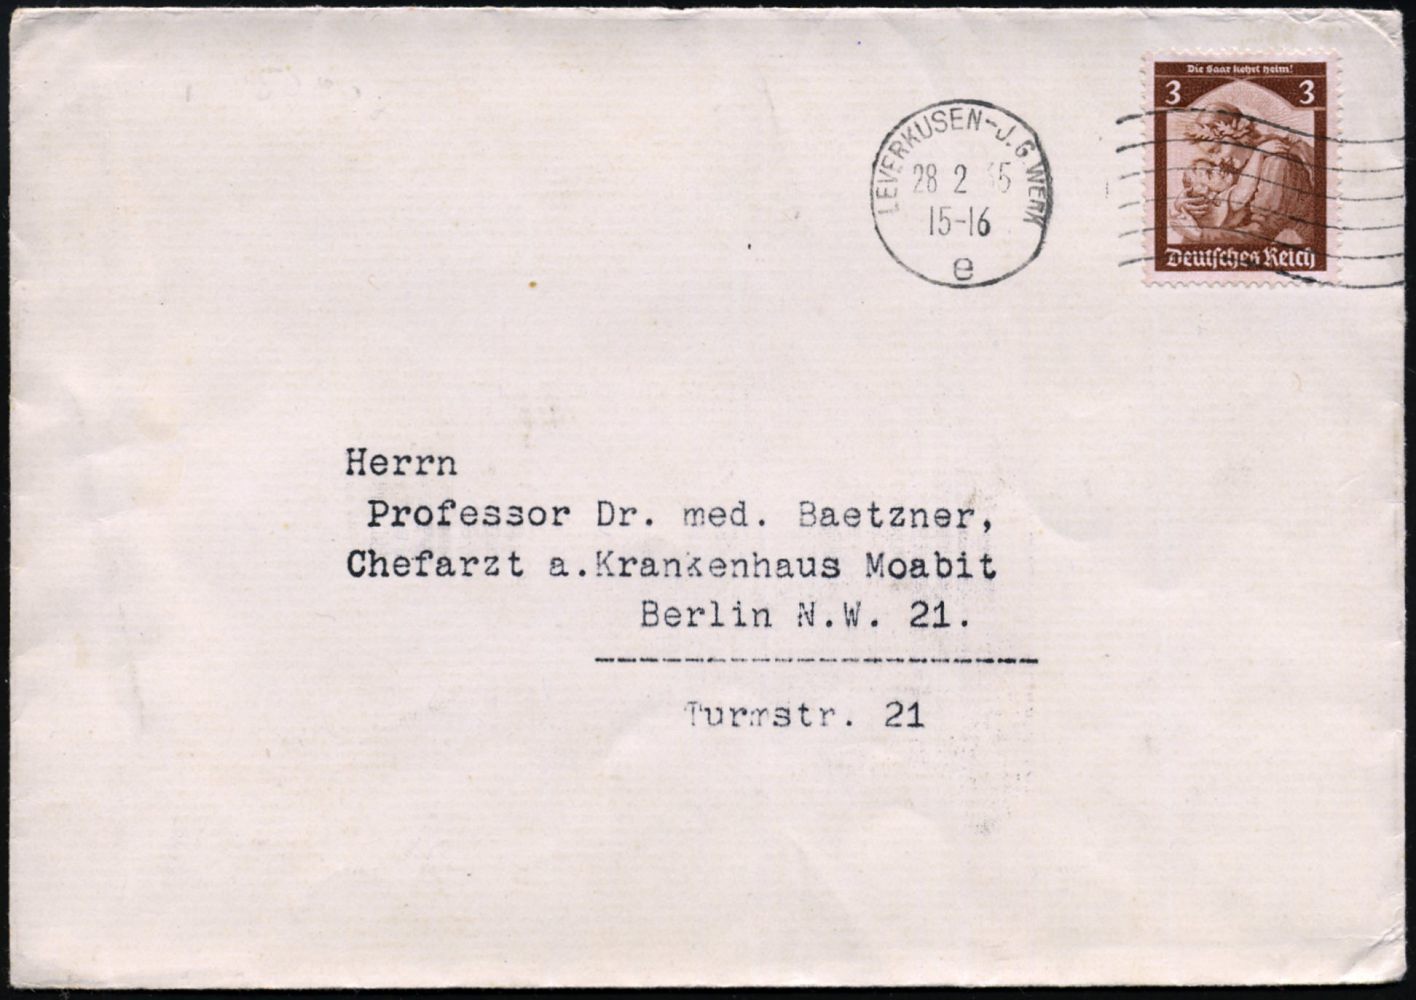 Die Saar kehrt heim!
3 3
Deutsches Reich
LEVERKUSEN-J.G.WERK
28 2 35
15-16
e
Herrn
Professor Dr. med. Baetzner,
Chefarzt a.Krankenhaus Moabit
Berlin N.W. 21.
Turmstr. 21